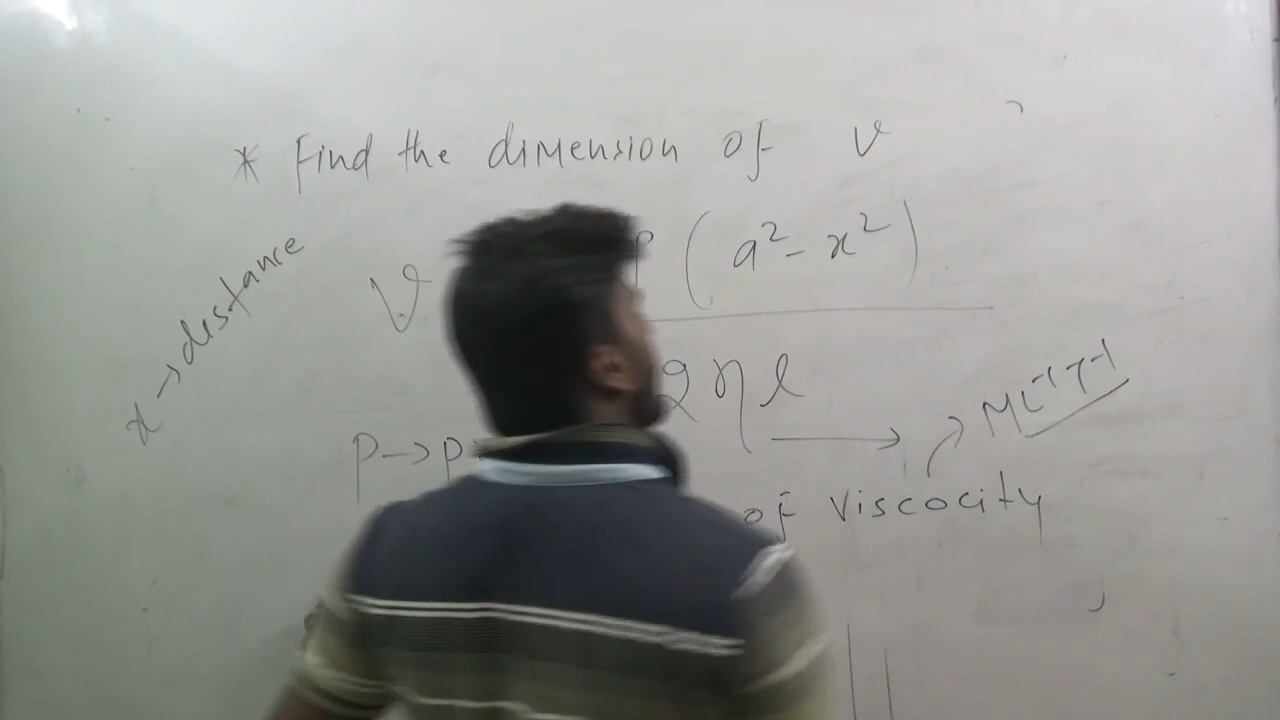 * Find the dimension of v
x → distance
v P (a² - x²)
2ηl
P → p
of viscocity → ML⁻¹T⁻¹